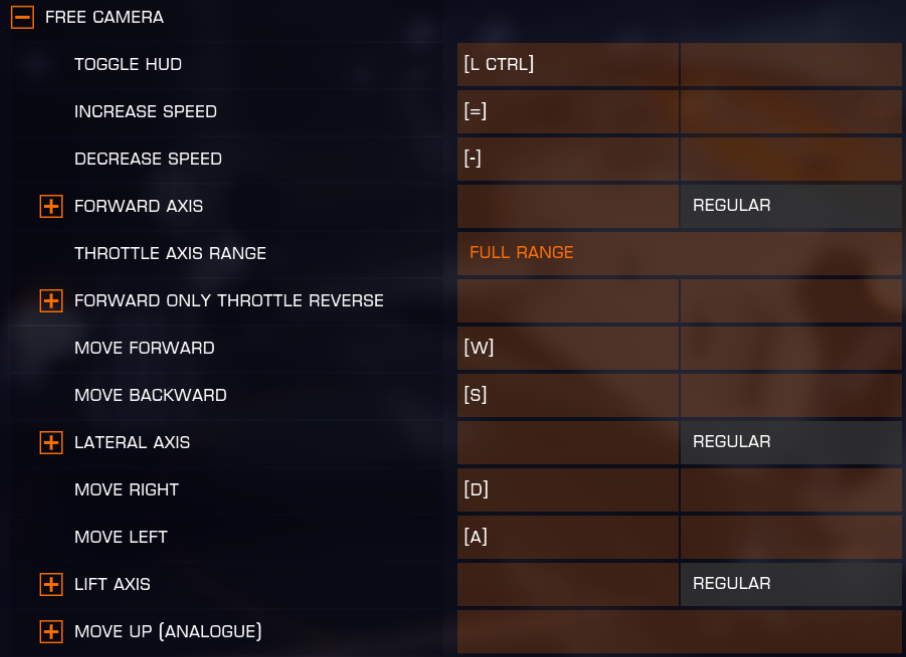 FREE CAMERA
TOGGLE HUD [L CTRL]
INCREASE SPEED [=]
DECREASE SPEED [-]
FORWARD AXIS REGULAR
THROTTLE AXIS RANGE FULL RANGE
FORWARD ONLY THROTTLE REVERSE
MOVE FORWARD [W]
MOVE BACKWARD [S]
LATERAL AXIS REGULAR
MOVE RIGHT [D]
MOVE LEFT [A]
LIFT AXIS REGULAR
MOVE UP (ANALOGUE)